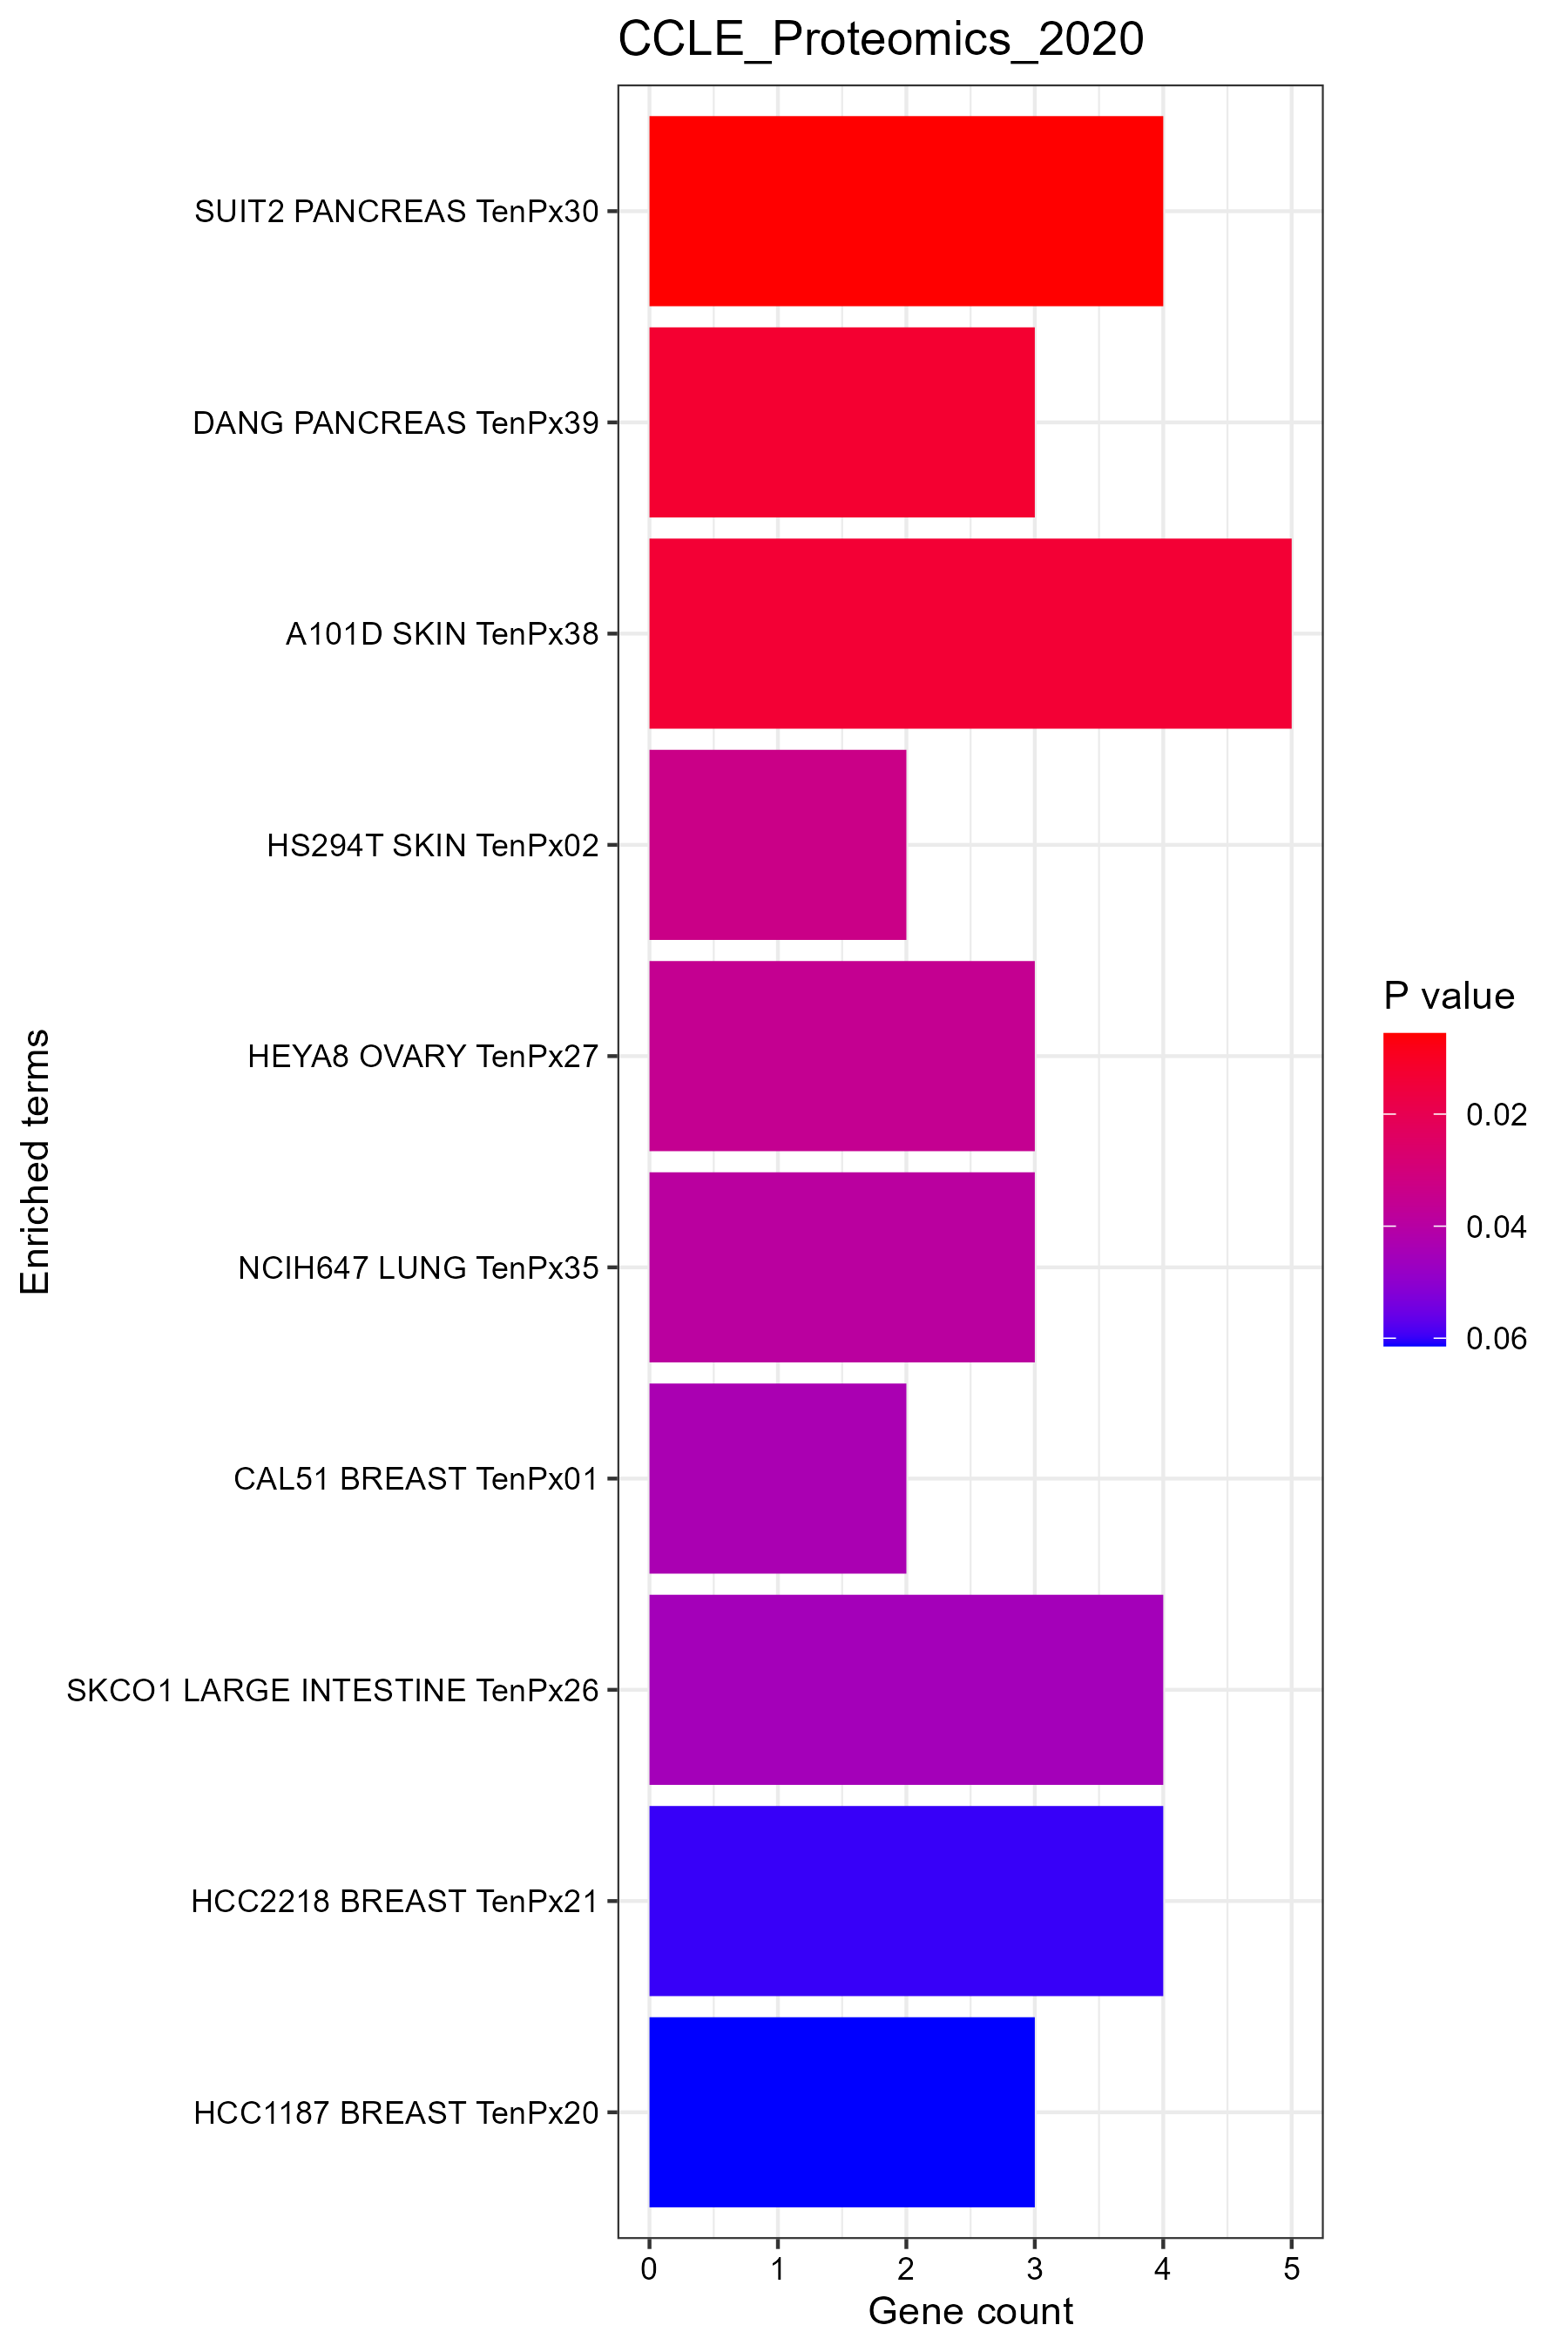 CCLE_Proteomics_2020
SUIT2 PANCREAS TenPx30
DANG PANCREAS TenPx39
A101D SKIN TenPx38
HS294T SKIN TenPx02
HEYA8 OVARY TenPx27
NCIH647 LUNG TenPx35
CAL51 BREAST TenPx01
SKCO1 LARGE INTESTINE TenPx26
HCC2218 BREAST TenPx21
HCC1187 BREAST TenPx20
Enriched terms
0 1 2 3 4 5
Gene count
P value
0.02
0.04
0.06